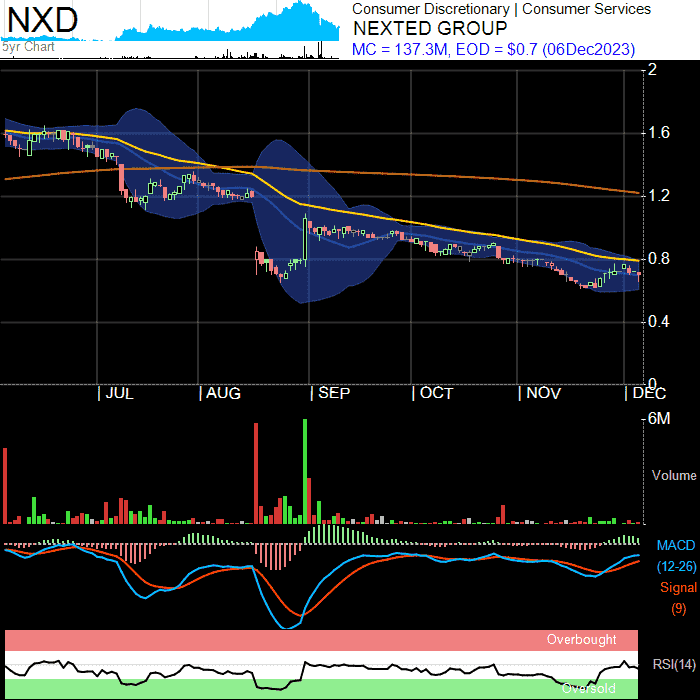 NXD
5yr Chart
Consumer Discretionary | Consumer Services
NEXTED GROUP
MC = 137.3M, EOD = $0.7 (06Dec2023)
2
1.6
1.2
0.8
0.4
0
| JUL
| AUG
| SEP
| OCT
| NOV
| DEC
6M
Volume
MACD
(12-26)
Signal
(9)
Overbought
RSI(14)
Oversold